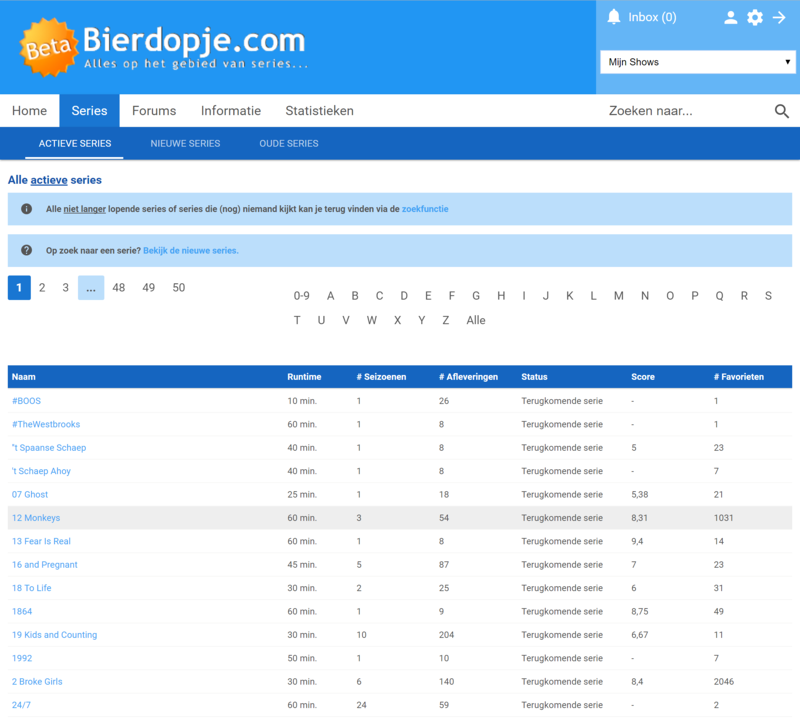 Beta
Bierdopje.com
Alles op het gebied van series...
Inbox (0)
Mijn Shows
Home Series Forums Informatie Statistieken Zoeken naar...
ACTIEVE SERIES NIEUWE SERIES OUDE SERIES
Alle actieve series
Alle niet langer lopende series of series die (nog) niemand kijkt kan je terug vinden via de zoekfunctie
Op zoek naar een serie? Bekijk de nieuwe series.
1 2 3 ... 48 49 50
0-9 A B C D E F G H I J K L M N O P Q R S
T U V W X Y Z Alle
Naam Runtime # Seizoenen # Afleveringen Status Score # Favorieten
#BOOS 10 min. 1 26 Terugkomende serie - 1
#TheWestbrooks 60 min. 1 8 Terugkomende serie - 1
"t Spaanse Schaep 40 min. 1 8 Terugkomende serie 5 23
't Schaep Ahoy 40 min. 1 8 Terugkomende serie - 7
07 Ghost 25 min. 1 18 Terugkomende serie 5,38 21
12 Monkeys 60 min. 3 54 Terugkomende serie 8,31 1031
13 Fear Is Real 60 min. 1 8 Terugkomende serie 9,4 14
16 and Pregnant 45 min. 5 87 Terugkomende serie 7 23
18 To Life 30 min. 2 25 Terugkomende serie 6 31
1864 60 min. 1 9 Terugkomende serie 8,75 49
19 Kids and Counting 30 min. 10 204 Terugkomende serie 6,67 11
1992 50 min. 1 10 Terugkomende serie - 7
2 Broke Girls 30 min. 6 140 Terugkomende serie 8,4 2046
24/7 60 min. 24 59 Terugkomende serie - 2